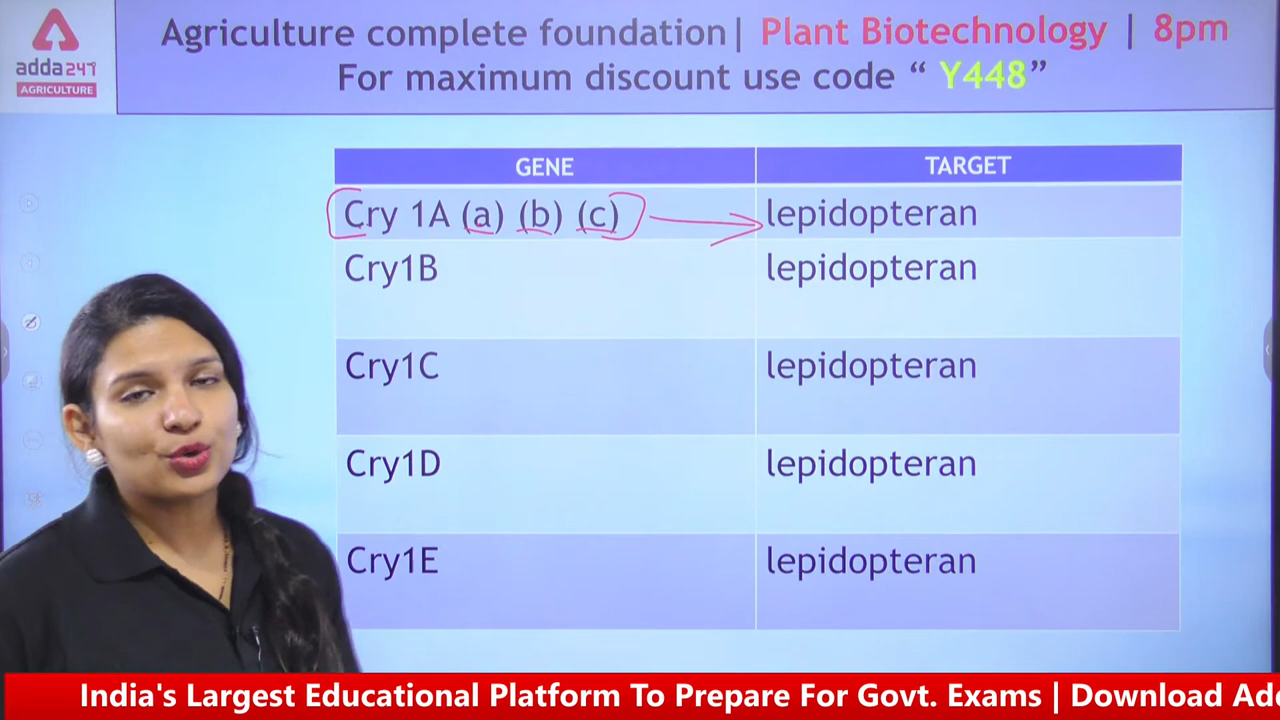 Agriculture complete foundation| Plant Biotechnology | 8pm
For maximum discount use code “ Y448”
adda247
AGRICULTURE
GENE TARGET
Cry 1A (a) (b) (c) lepidopteran
Cry1B lepidopteran
Cry1C lepidopteran
Cry1D lepidopteran
Cry1E lepidopteran
India's Largest Educational Platform To Prepare For Govt. Exams | Download Add